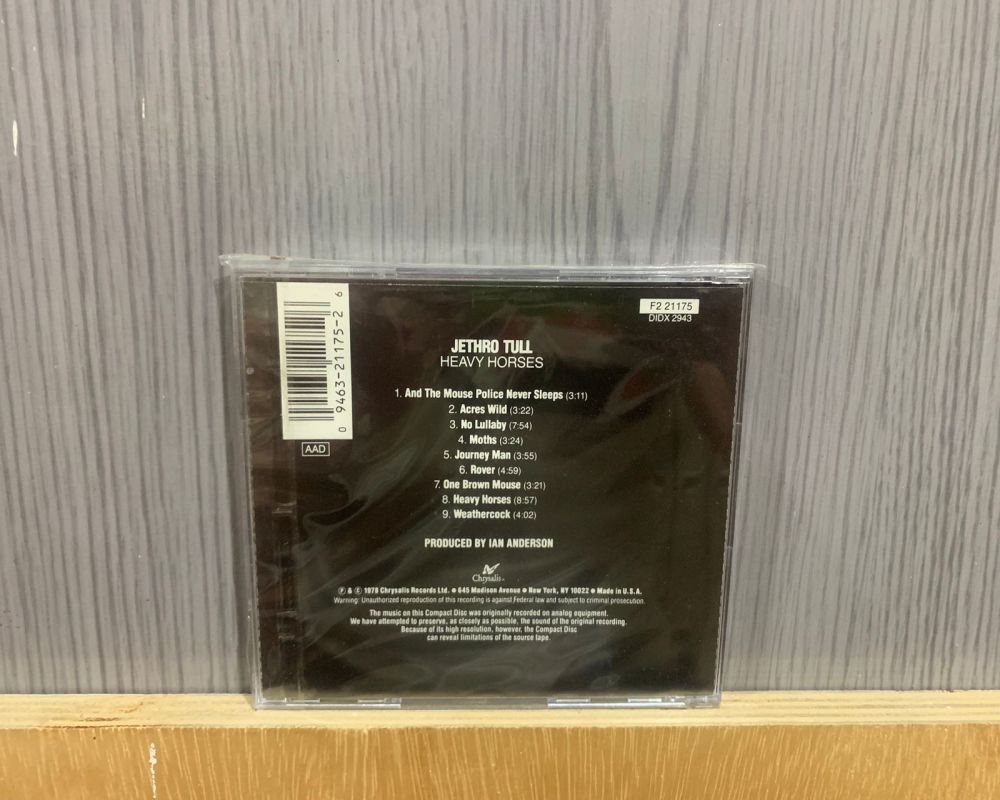 F2 21175
DIDX 2943
0 9463-21175-2 6
AAD
JETHRO TULL
HEAVY HORSES
1. And The Mouse Police Never Sleeps (3:11)
2. Acres Wild (3:22)
3. No Lullaby (7:54)
4. Moths (3:24)
5. Journey Man (3:55)
6. Rover (4:59)
7. One Brown Mouse (3:21)
8. Heavy Horses (8:57)
9. Weathercock (4:02)
PRODUCED BY IAN ANDERSON
Chrysalis
℗ & © 1978 Chrysalis Records Ltd. ● 645 Madison Avenue ● New York, NY 10022 ● Made in U.S.A.
Warning: Unauthorized reproduction of this recording is against Federal law and subject to criminal prosecution.
The music on this Compact Disc was originally recorded on analog equipment.
We have attempted to preserve, as closely as possible, the sound of the original recording.
Because of its high resolution, however, the Compact Disc
can reveal limitations of the source tape.